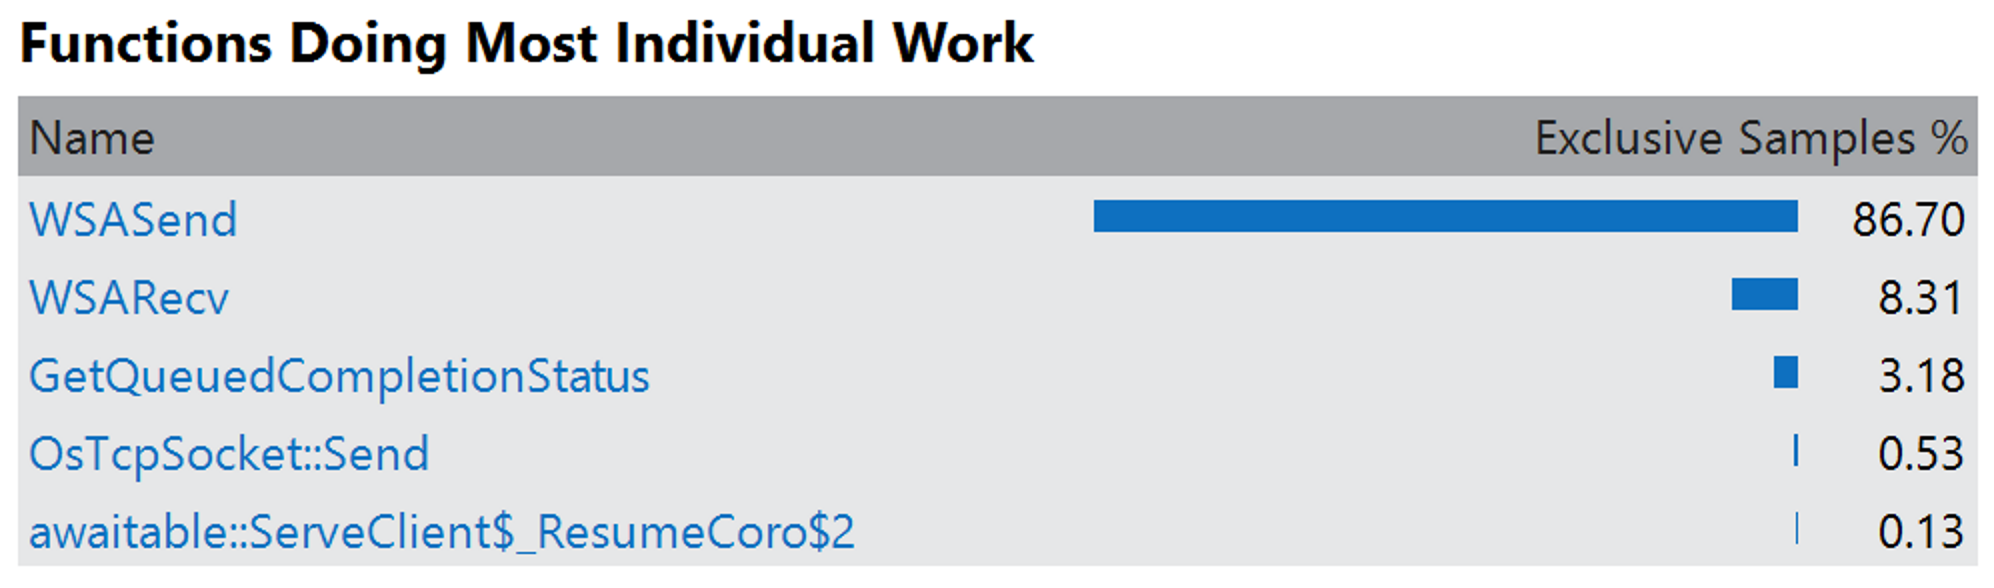 Functions Doing Most Individual Work
Name Exclusive Samples %
WSASend 86.70
WSARecv 8.31
GetQueuedCompletionStatus 3.18
OsTcpSocket::Send 0.53
awaitable::ServeClient$_ResumeCoro$2 0.13